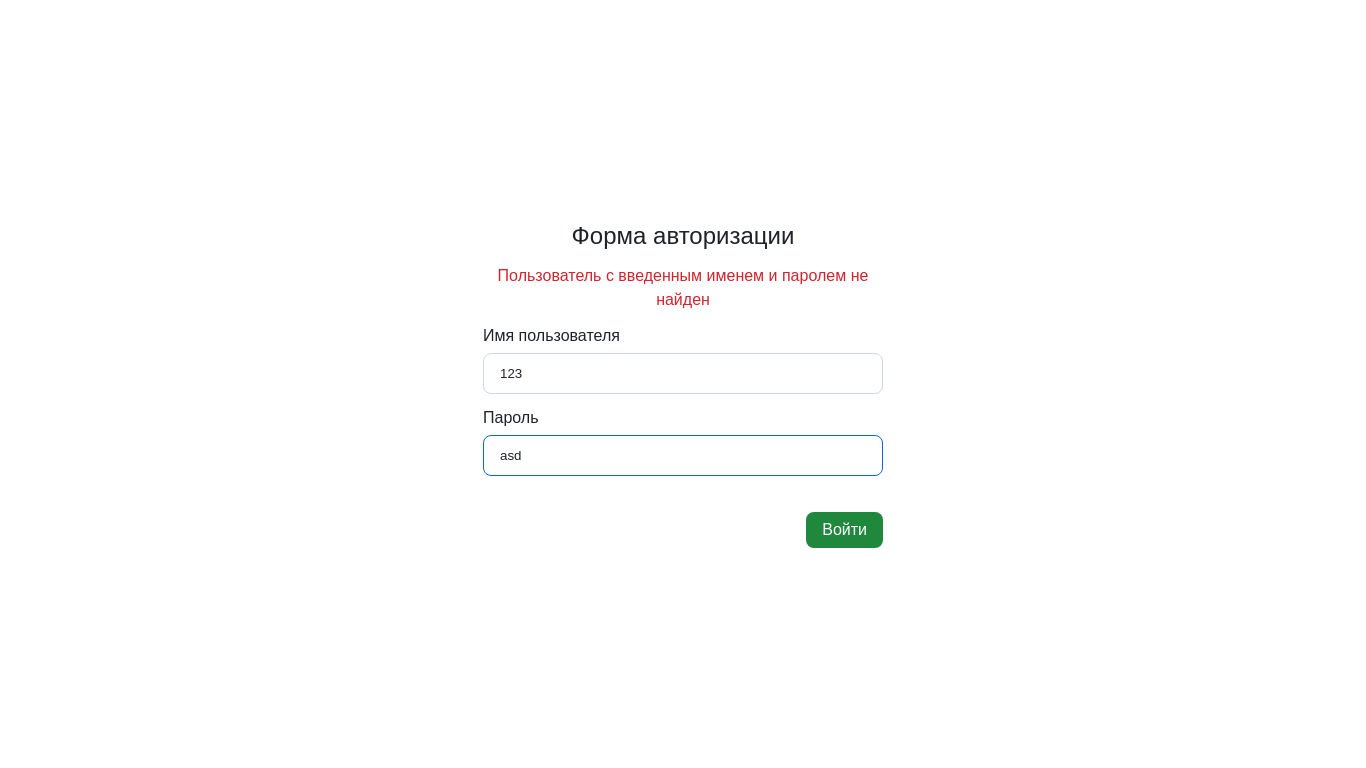 Форма авторизации
Пользователь с введенным именем и паролем не
найден
Имя пользователя
123
Пароль
asd
Войти